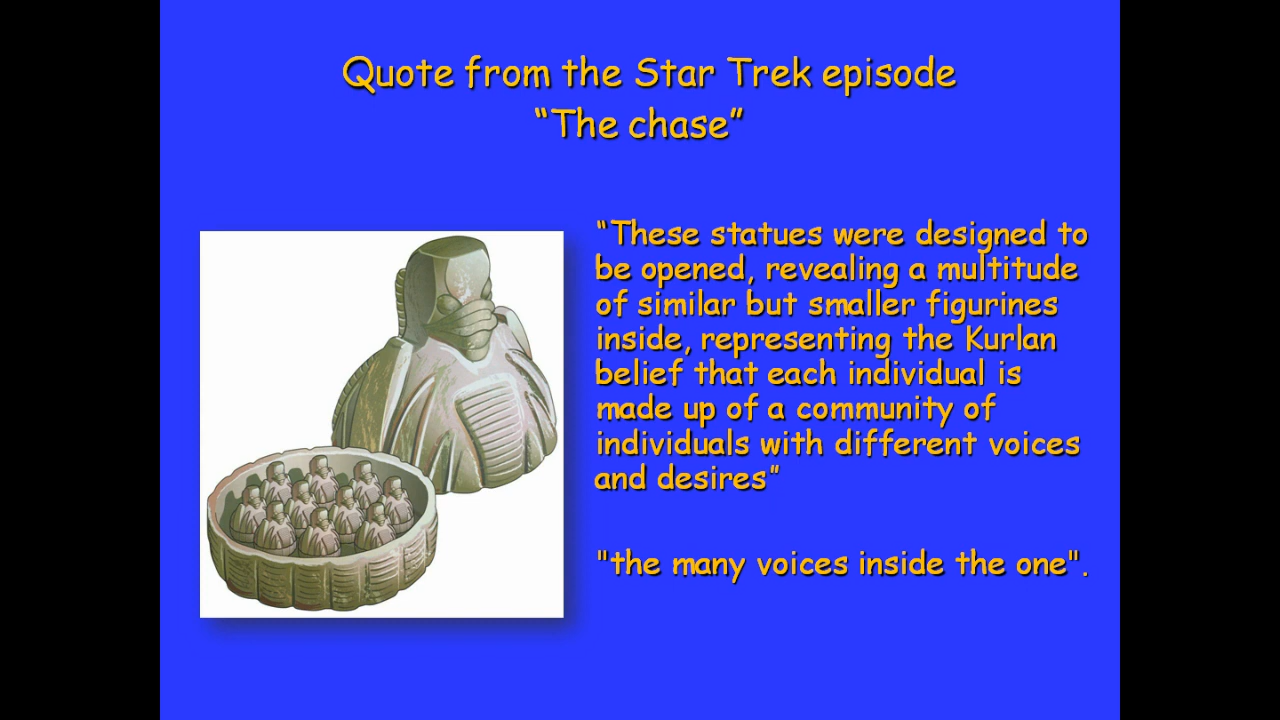 Quote from the Star Trek episode
“The chase”
“These statues were designed to
be opened, revealing a multitude
of similar but smaller figurines
inside, representing the Kurlan
belief that each individual is
made up of a community of
individuals with different voices
and desires”
"the many voices inside the one".